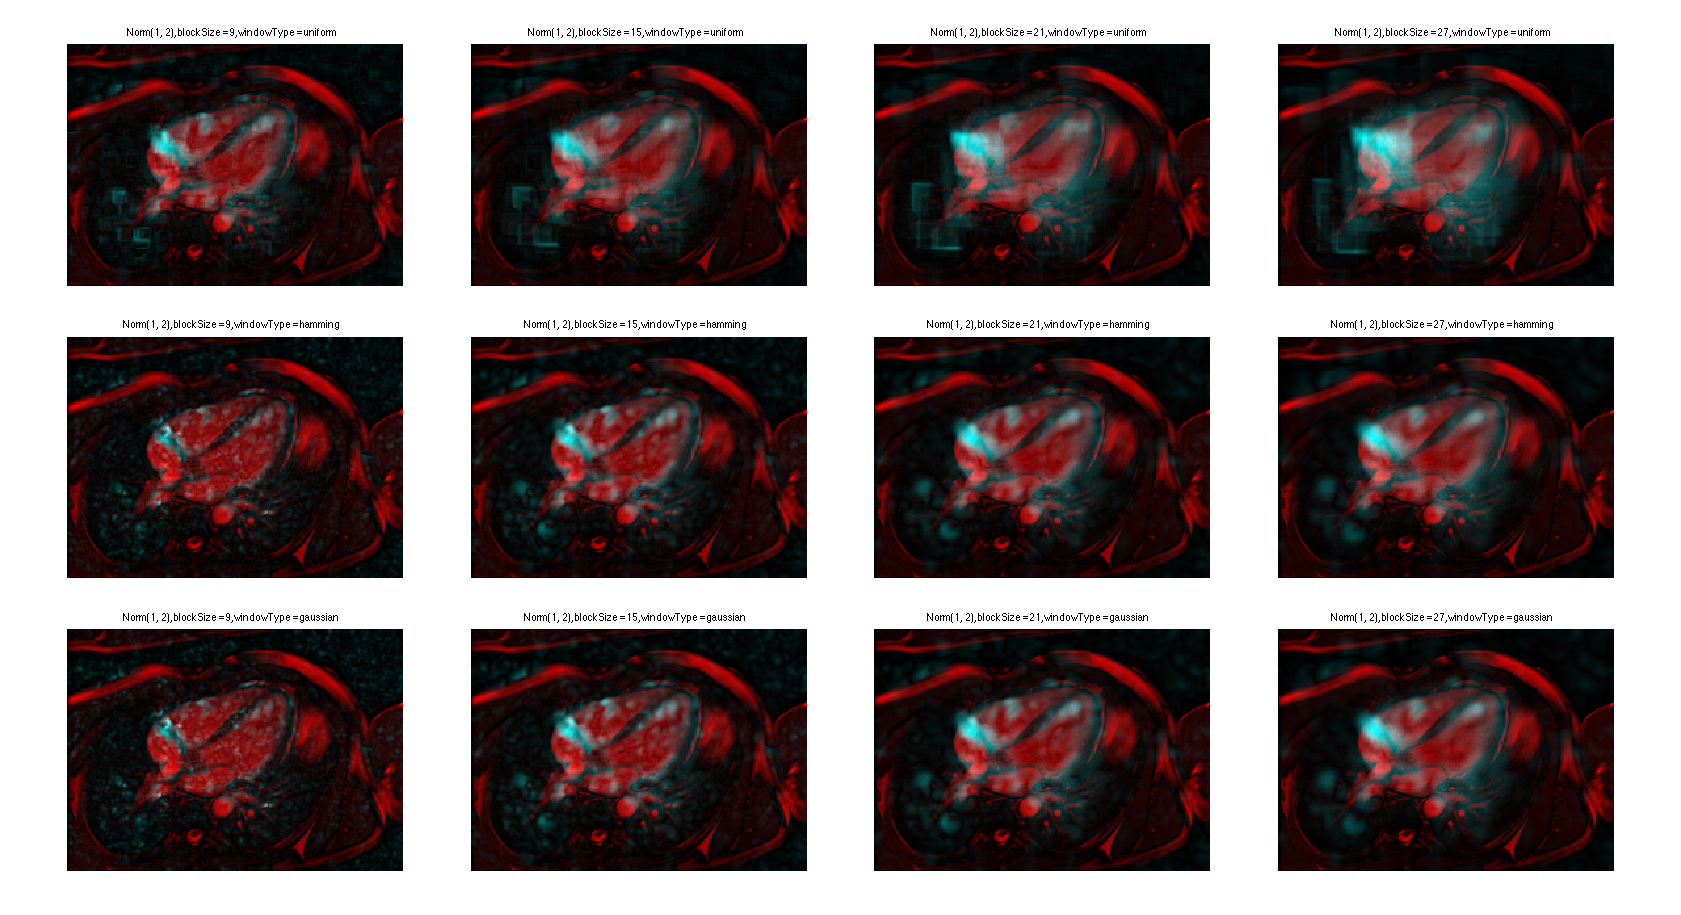 Norm(1, 2),blockSize=9,windowType=uniform
Norm(1, 2),blockSize=15,windowType=uniform
Norm(1, 2),blockSize=21,windowType=uniform
Norm(1, 2),blockSize=27,windowType=uniform
Norm(1, 2),blockSize=9,windowType=hamming
Norm(1, 2),blockSize=15,windowType=hamming
Norm(1, 2),blockSize=21,windowType=hamming
Norm(1, 2),blockSize=27,windowType=hamming
Norm(1, 2),blockSize=9,windowType=gaussian
Norm(1, 2),blockSize=15,windowType=gaussian
Norm(1, 2),blockSize=21,windowType=gaussian
Norm(1, 2),blockSize=27,windowType=gaussian